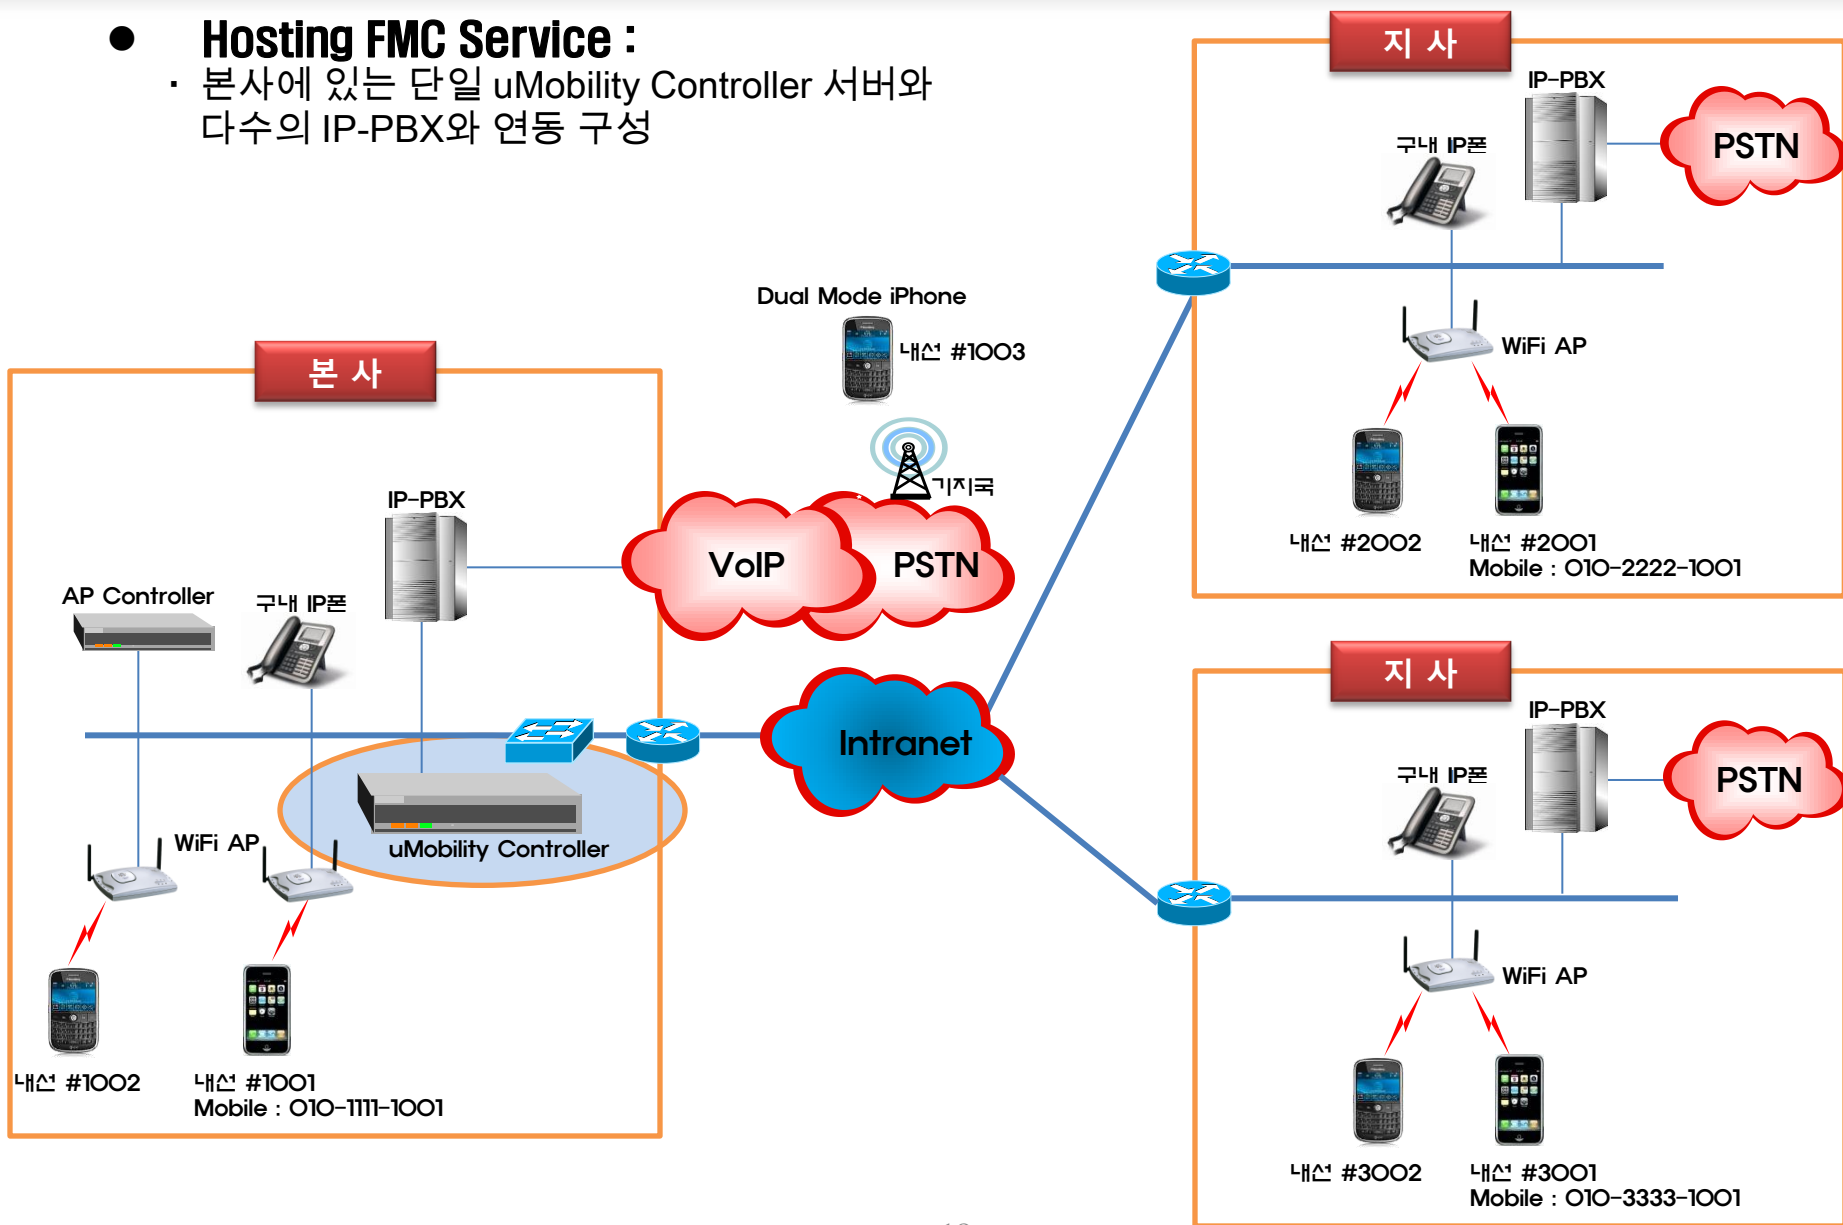 ● Hosting FMC Service :
· 본사에 있는 단일 uMobility Controller 서버와
다수의 IP-PBX와 연동 구성
지 사
IP-PBX
PSTN
구내 IP폰
WiFi AP
내선 #2002
내선 #2001
Mobile : 010-2222-1001
Dual Mode iPhone
내선 #1003
기지국
VoIP
PSTN
본 사
IP-PBX
AP Controller
구내 IP폰
Intranet
uMobility Controller
WiFi AP
내선 #1002
내선 #1001
Mobile : 010-1111-1001
지 사
IP-PBX
PSTN
구내 IP폰
WiFi AP
내선 #3002
내선 #3001
Mobile : 010-3333-1001